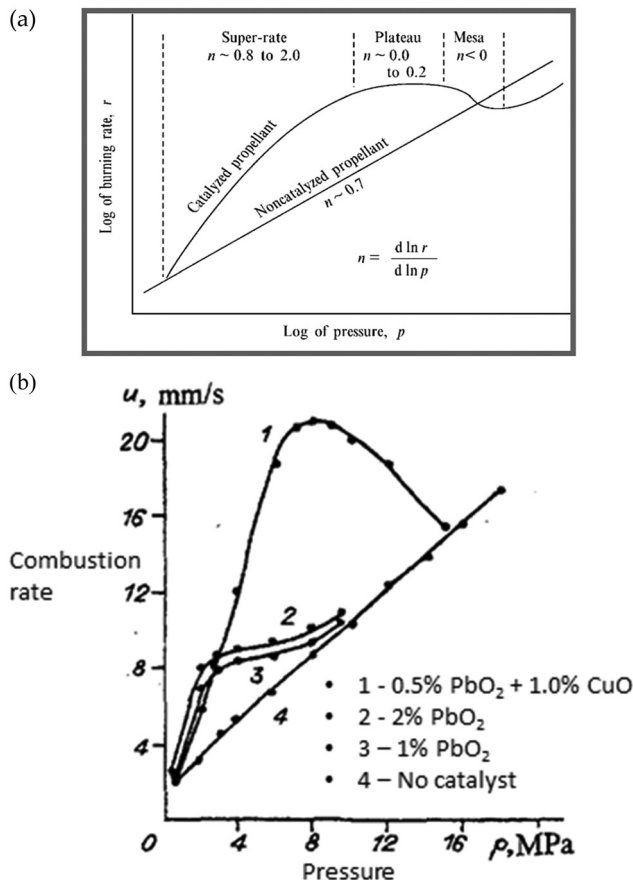 (a)
Super-rate
n ~ 0.8 to 2.0
Plateau
n ~ 0.0
to 0.2
Mesa
n < 0
Log of burning rate, r
Catalyzed propellant
Noncatalyzed propellant
n ~ 0.7
n = d ln r / d ln p
Log of pressure, p
(b)
u, mm/s
20
16
12
8
4
0
Combustion
rate
1
2
3
4
1 - 0.5% PbO₂ + 1.0% CuO
2 - 2% PbO₂
3 – 1% PbO₂
4 – No catalyst
4
8
12
16
p, MPa
Pressure